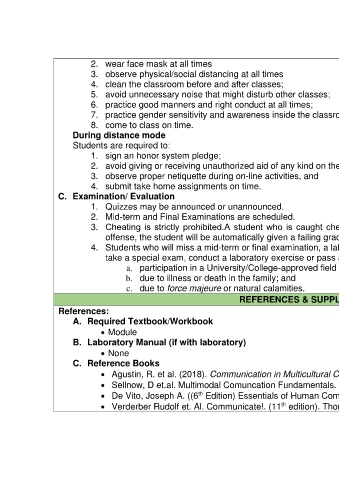 2. wear face mask at all times
3. observe physical/social distancing at all times
4. clean the classroom before and after classes;
5. avoid unnecessary noise that might disturb other classes;
6. practice good manners and right conduct at all times;
7. practice gender sensitivity and awareness inside the
8. come to class on time.
During distance mode
Students are required to:
1. sign an honor system pledge;
2. avoid giving or receiving unauthorized aid of any kind on the
3. observe proper netiquette during on-line activities, and
4. submit take home assignments on time.
C. Examination/ Evaluation
1. Quizzes may be announced or unannounced.
2. Mid-term and Final Examinations are scheduled.
3. Cheating is strictly prohibited.A student who is caught
offense, the student will be automatically given a failing
4. Students who will miss a mid-term or final examination, a
take a special exam, conduct a laboratory exercise or pass
a. participation in a University/College-approved field
b. due to illness or death in the family; and
c. due to force majeure or natural calamities.
REFERENCES &
References:
A. Required Textbook/Workbook
• Module
B. Laboratory Manual (if with laboratory)
• None
C. Reference Books
• Agustin, R. et al. (2018). Communication in Multicultural
• Sellnow, D et.al. Multimodal Comuncation Fundamentals.
• De Vito, Joseph A. ((6th Edition) Essentials of Human
• Verderber Rudolf et. Al. Communicate!. (11th edition).